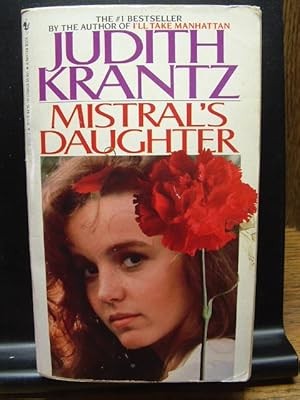 THE #1 BESTSELLER
BY THE AUTHOR OF I'LL TAKE MANHATTAN
JUDITH
KRANTZ
MISTRAL'S
DAUGHTER